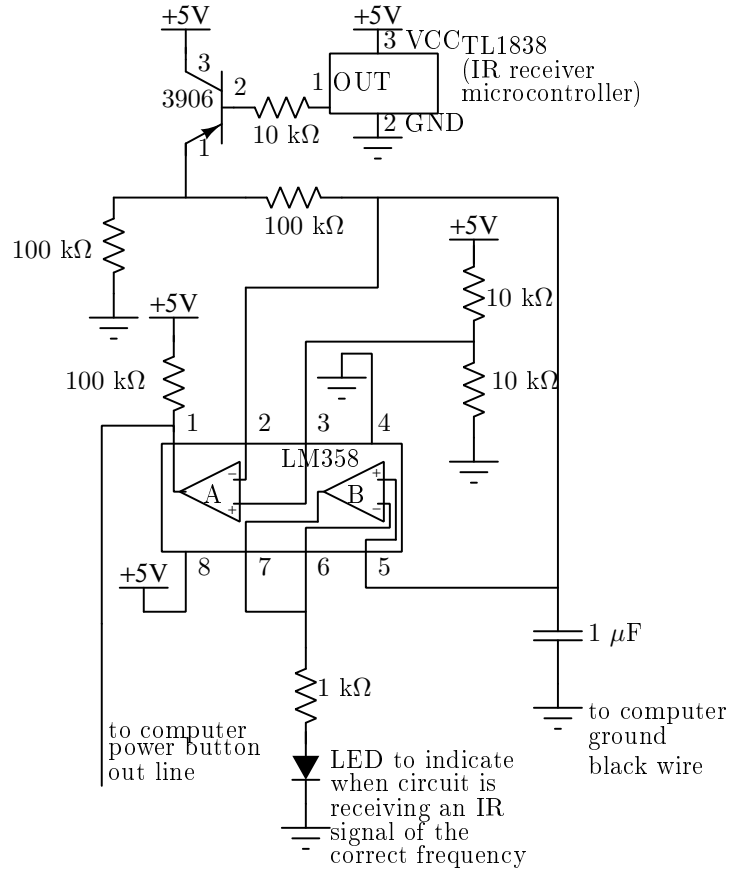 +5V
+5V
3 VCC
TL1838
(IR receiver
microcontroller)
3
2
1
OUT
3906
10 kΩ
2 GND
1
100 kΩ
100 kΩ
+5V
+5V
10 kΩ
100 kΩ
10 kΩ
1
2
3
4
LM358
−
+
A
B
+
−
8
7
6
5
+5V
1 μF
1 kΩ
to computer
power button
out line
to computer
ground
black wire
LED to indicate
when circuit is
receiving an IR
signal of the
correct frequency